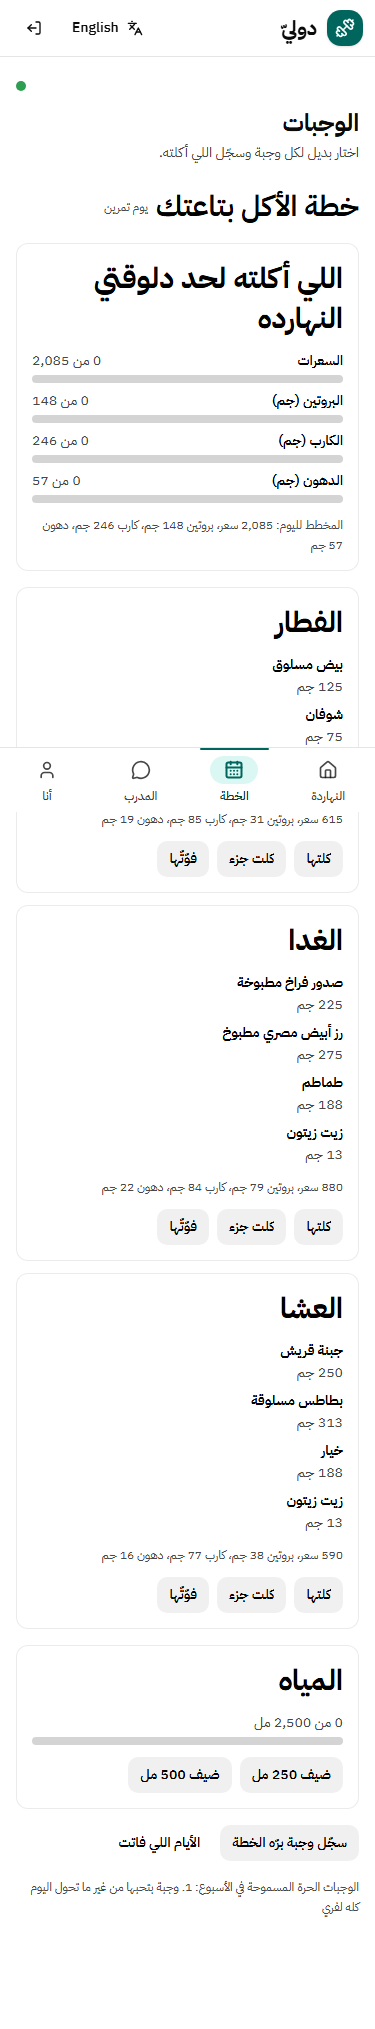 دوليّ
English
الوجبات
اختار بديل لكل وجبة وسجّل اللي أكلته.
خطة الأكل بتاعتك
يوم تمرين
اللي أكلته لحد دلوقتي
النهارده
السعرات
0 من 2,085
البروتين (جم)
0 من 148
الكارب (جم)
0 من 246
الدهون (جم)
0 من 57
المخطط لليوم: 2,085 سعر، بروتين 148 جم، كارب 246 جم، دهون
57 جم
الفطار
بيض مسلوق
125 جم
شوفان
75 جم
النهاردة
الخطة
المدرب
أنا
615 سعر، بروتين 31 جم، كارب 85 جم، دهون 19 جم
كلتها
كلت جزء
فوّتّها
الغدا
صدور فراخ مطبوخة
225 جم
رز أبيض مصري مطبوخ
275 جم
طماطم
188 جم
زيت زيتون
13 جم
880 سعر، بروتين 79 جم، كارب 84 جم، دهون 22 جم
كلتها
كلت جزء
فوّتّها
العشا
جبنة قريش
250 جم
بطاطس مسلوقة
313 جم
خيار
188 جم
زيت زيتون
13 جم
590 سعر، بروتين 38 جم، كارب 77 جم، دهون 16 جم
كلتها
كلت جزء
فوّتّها
المياه
0 من 2,500 مل
ضيف 250 مل
ضيف 500 مل
سجّل وجبة برّه الخطة
الأيام اللي فاتت
الوجبات الحرة المسموحة في الأسبوع: 1. وجبة بتحبها من غير ما تحول اليوم
كله لفري